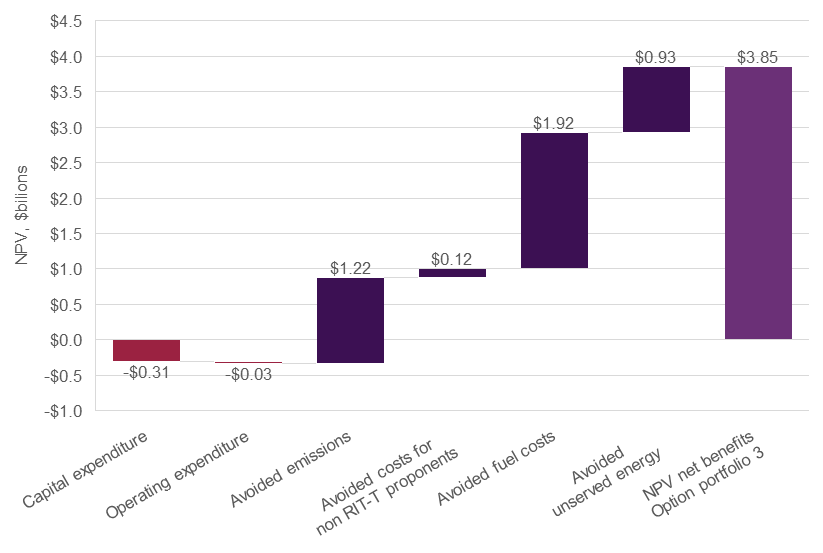 $4.5
$4.0
$3.5
$3.0
$2.5
$2.0
$1.5
$1.0
$0.5
$0.0
-$0.5
-$1.0
NPV, $bilions
-$0.31
-$0.03
$1.22
$0.12
$1.92
$0.93
$3.85
Capital expenditure
Operating expenditure
Avoided emissions
Avoided costs for
non RIT-T proponents
Avoided fuel costs
Avoided
unserved energy
NPV net benefits
Option portfolio 3